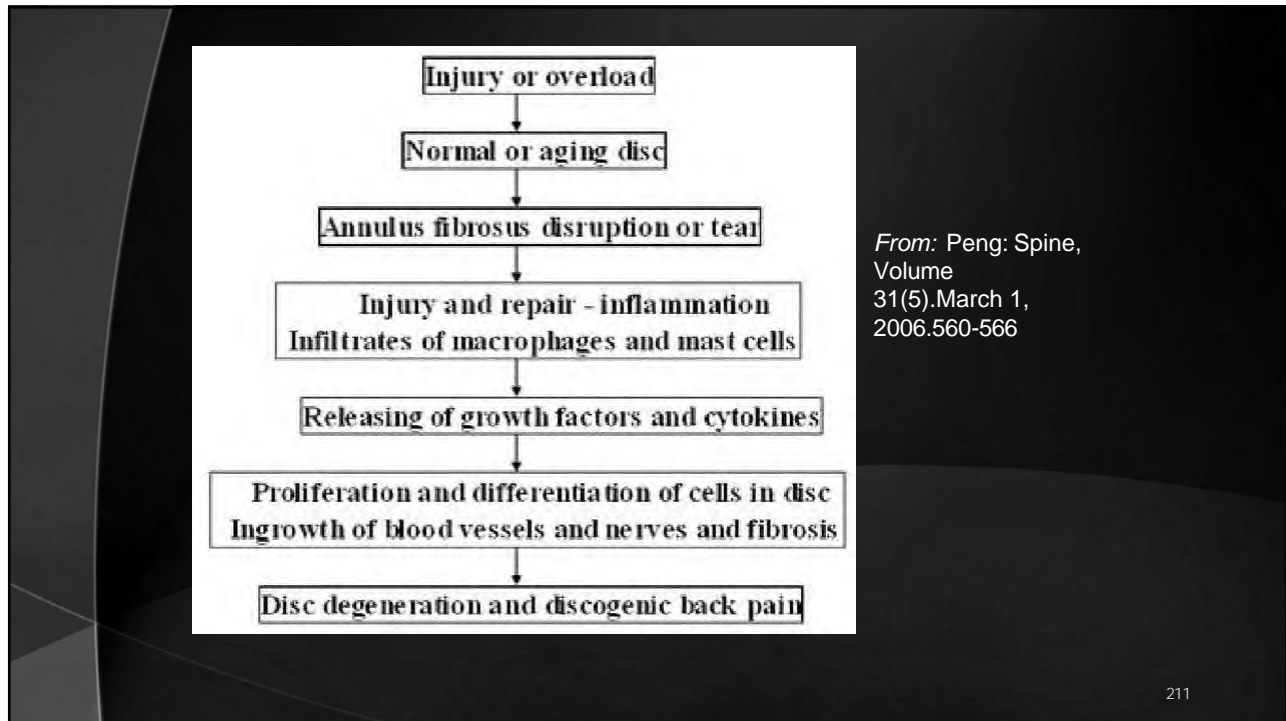 Injury or overload
Normal or aging disc
Annulus fibrosus disruption or tear
Injury and repair - inflammation
Infiltrates of macrophages and mast cells
Releasing of growth factors and cytokines
Proliferation and differentiation of cells in disc
Ingrowth of blood vessels and nerves and fibrosis
Disc degeneration and discogenic back pain
From: Peng: Spine,
Volume
31(5).March 1,
2006.560-566
211